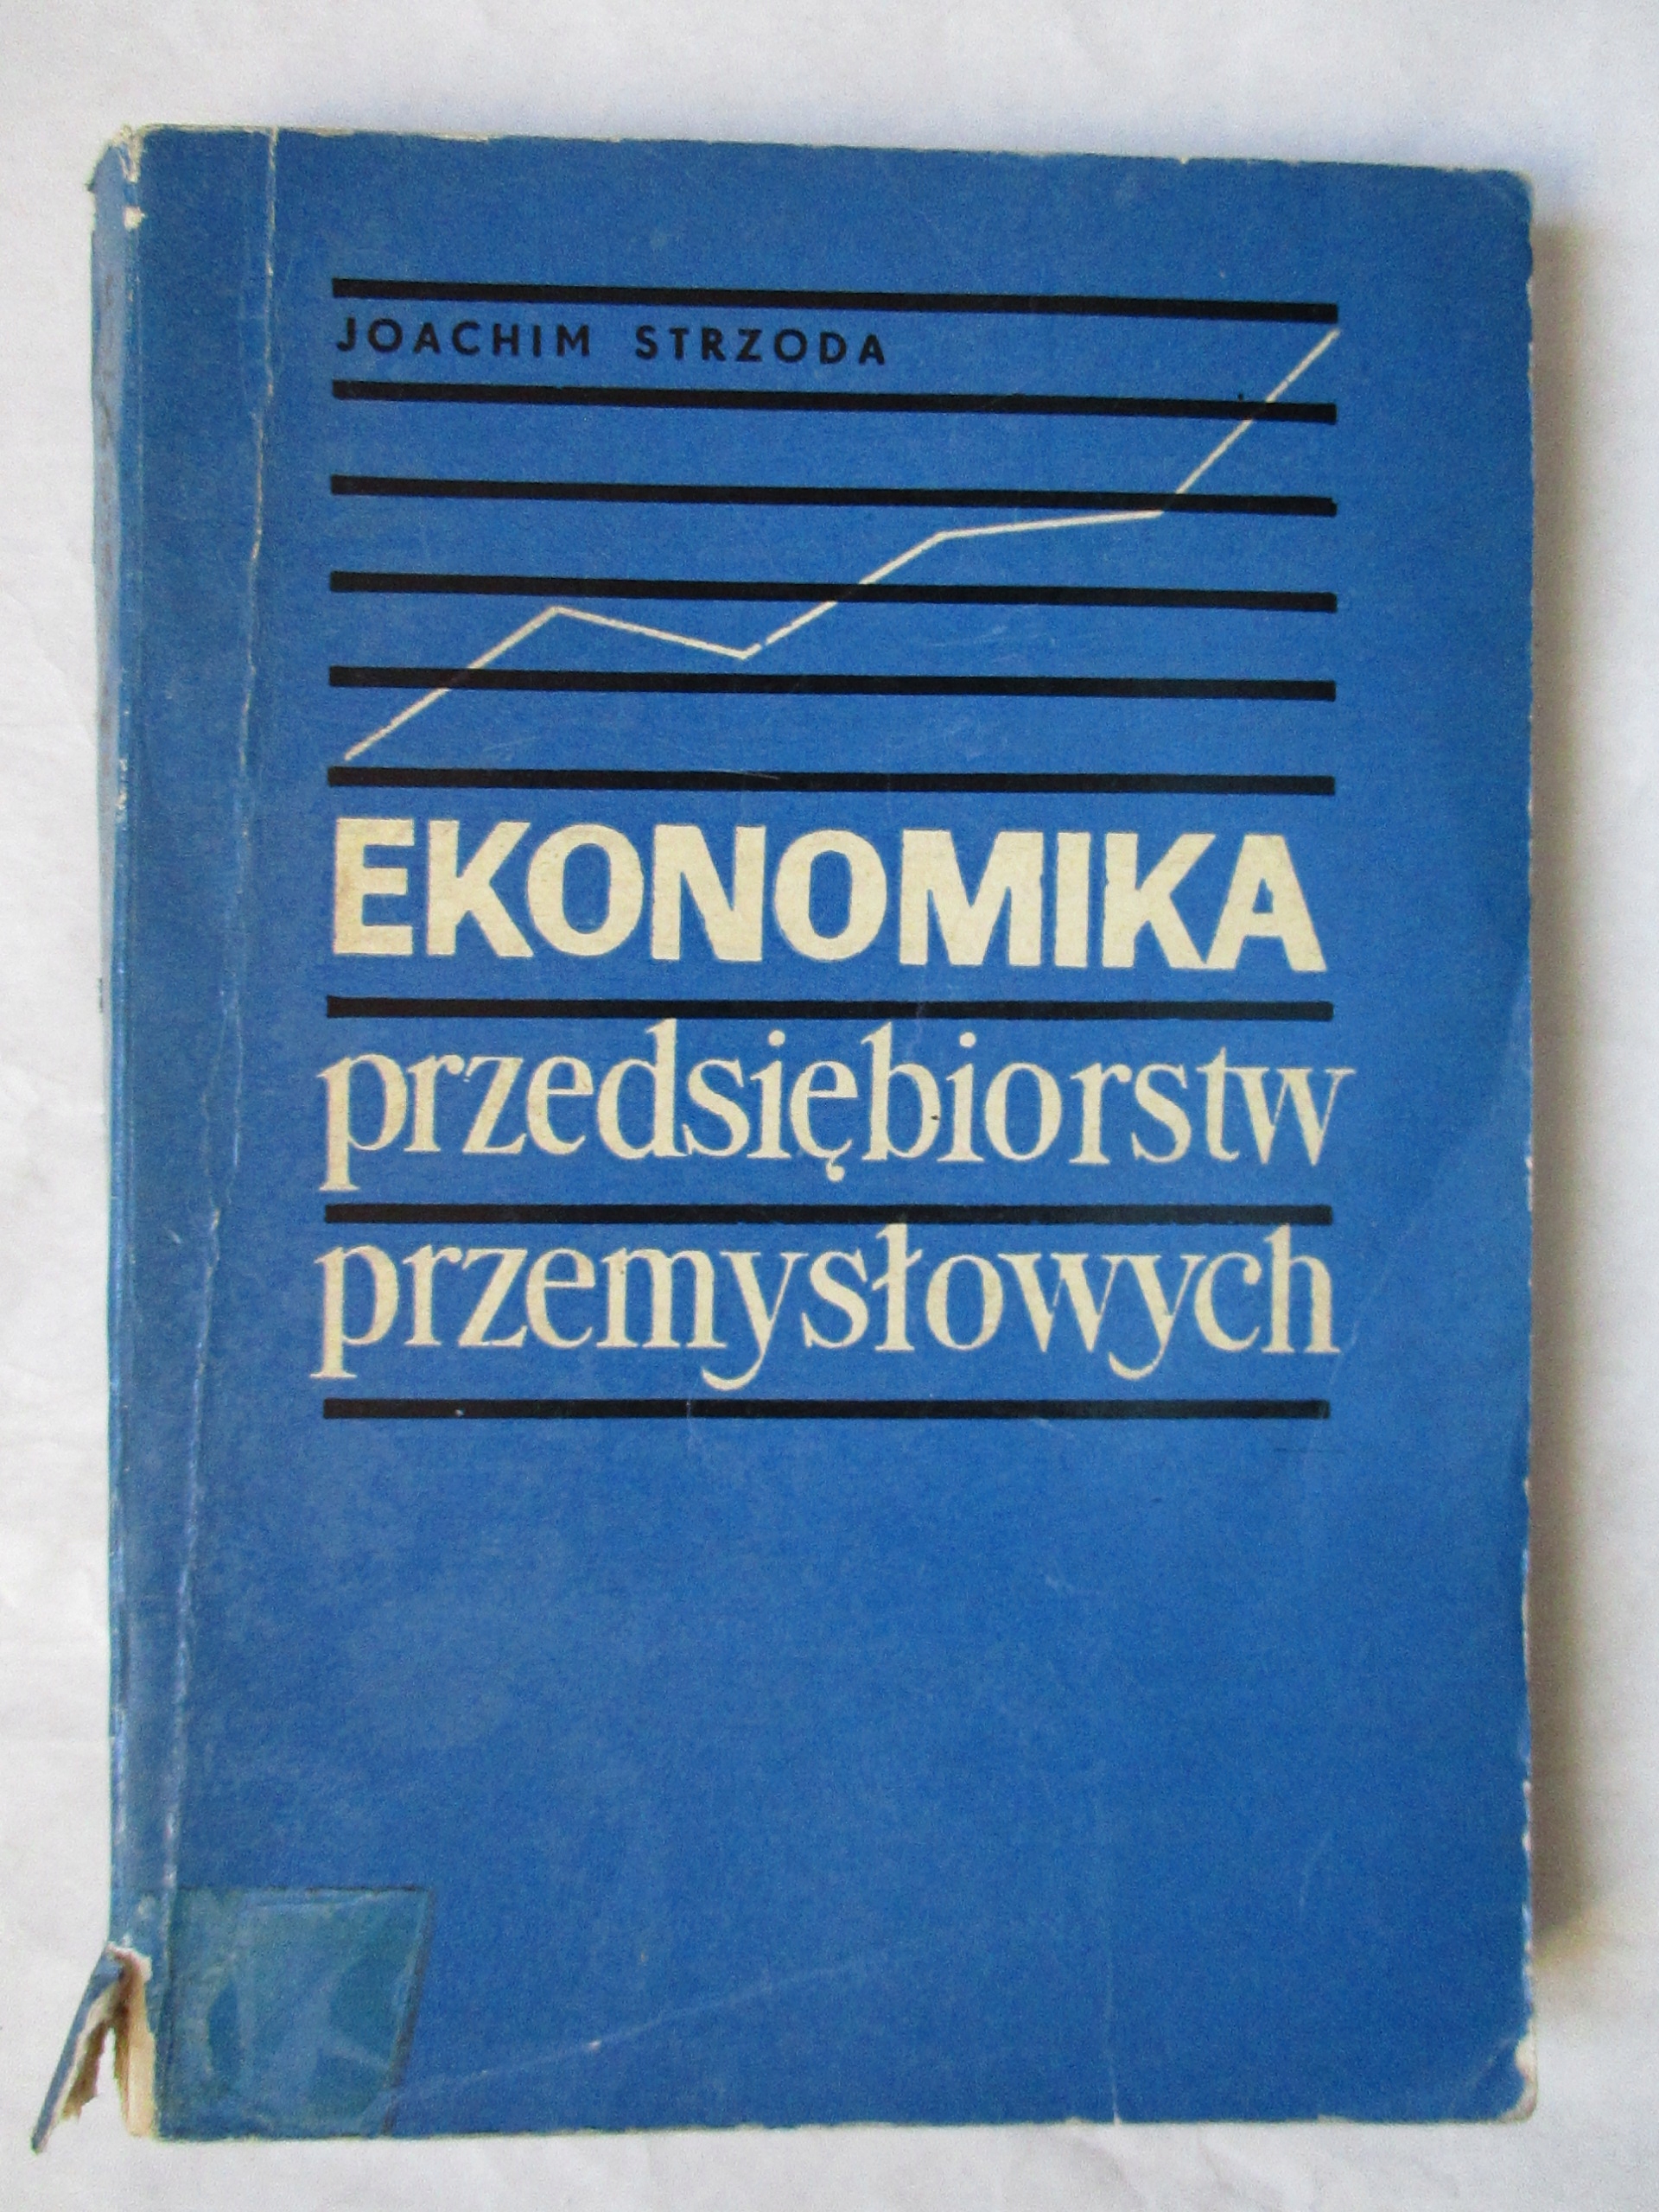 JOACHIM STRZODA
EKONOMIKA
przedsiębiorstw
przemysłowych